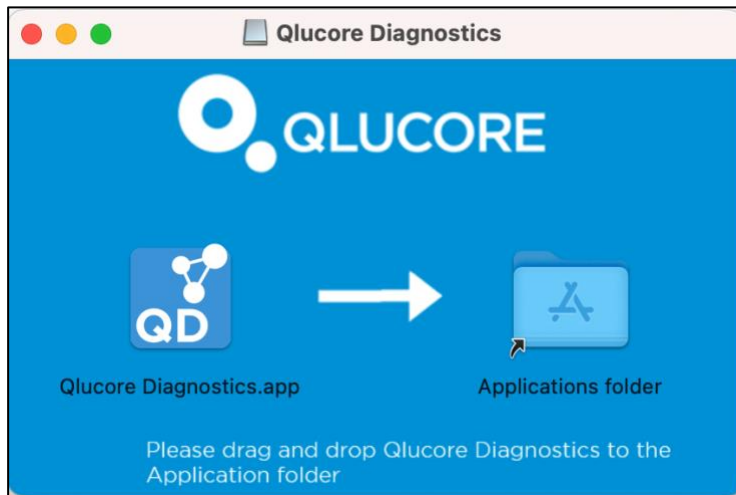 Qlucore Diagnostics
QLUCORE
QD
Qlucore Diagnostics.app
Applications folder
Please drag and drop Qlucore Diagnostics to the
Application folder